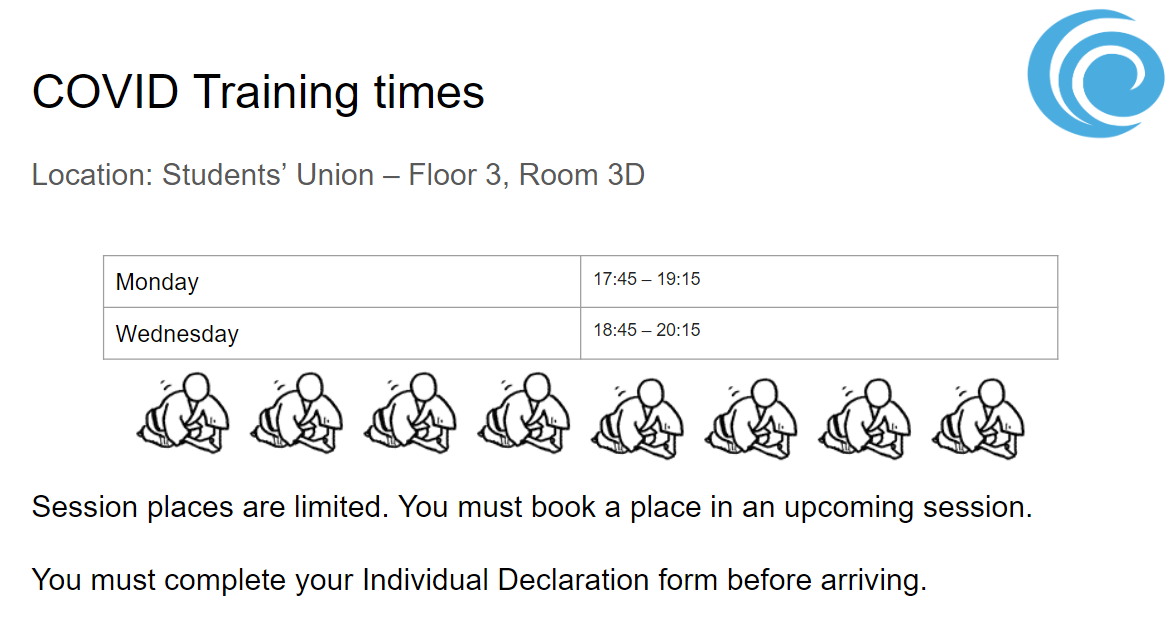 COVID Training times
Location: Students’ Union – Floor 3, Room 3D
Monday 17:45 – 19:15
Wednesday 18:45 – 20:15
Session places are limited. You must book a place in an upcoming session.
You must complete your Individual Declaration form before arriving.